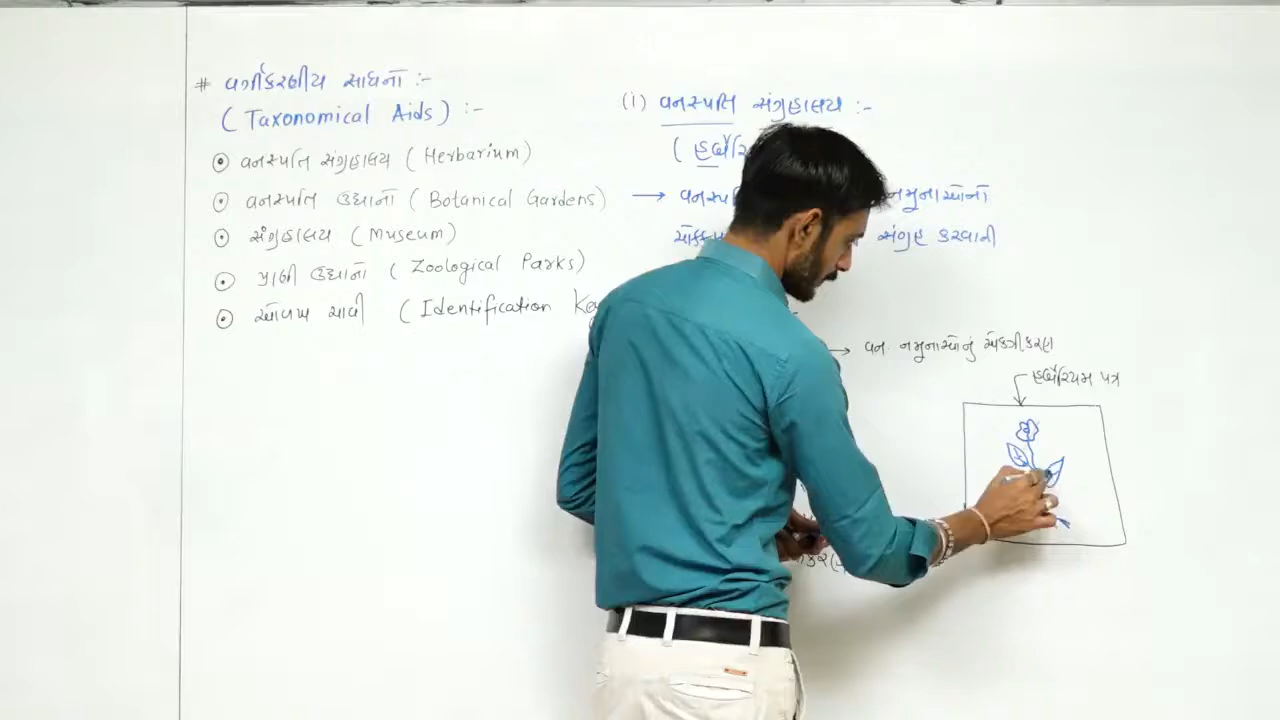 # વર્ગીકરણીય સાધનો :-
( Taxonomical Aids ) :-
વનસ્પતિ સંગ્રહાલય ( Herbarium )
વનસ્પતિ ઉદ્યાનો ( Botanical Gardens )
સંગ્રહાલય ( Museum )
પ્રાણી ઉદ્યાનો ( Zoological Parks )
ઓળખ ચાવી ( Identification Key
(1) વનસ્પતિ સંગ્રહાલય :-
→ નમૂનાઓનો
સંગ્રહ કરવાની
→ વન. નમૂનાઓનું એકત્રીકરણ
હર્બેરિયમ પત્ર